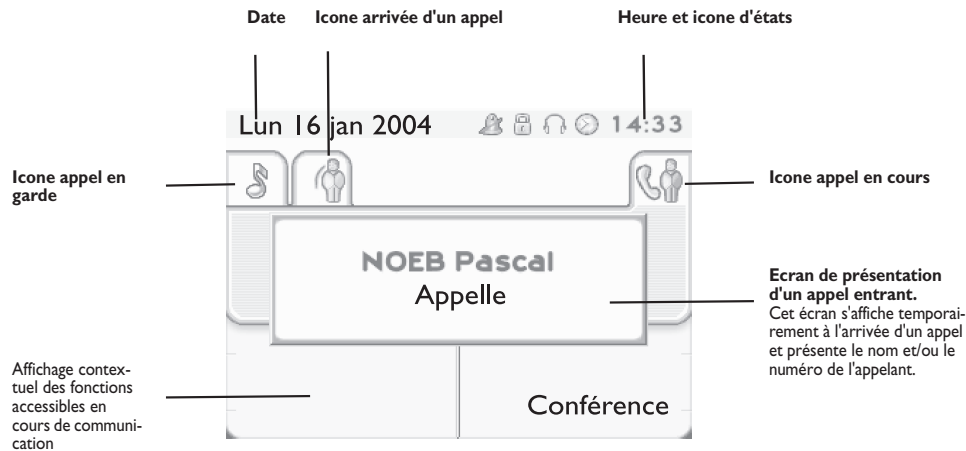 Date
Icone arrivée d'un appel
Heure et icone d'états
Lun 16 jan 2004
14:33
Icone appel en
garde
Icone appel en cours
NOEB Pascal
Appelle
Ecran de présentation
d'un appel entrant.
Cet écran s'affiche temporai-
rement à l'arrivée d'un appel
et présente le nom et/ou le
numéro de l'appelant.
Affichage contex-
tuel des fonctions
accessibles en
cours de communi-
cation
Conférence